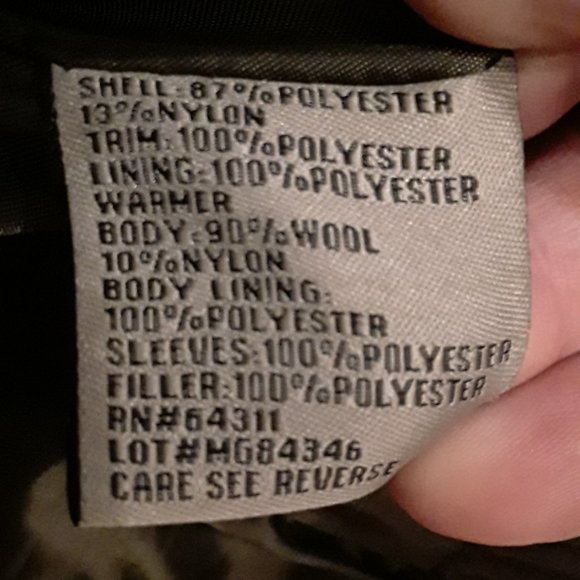 SHELL:87%POLYESTER
13%NYLON
TRIM:100%POLYESTER
LINING:100%POLYESTER
WARMER
BODY:90%WOOL
10%NYLON
BODY LINING:
100%POLYESTER
SLEEVES:100%POLYESTER
FILLER:100%POLYESTER
RN#64311
LOT#MG84346
CARE SEE REVERSE